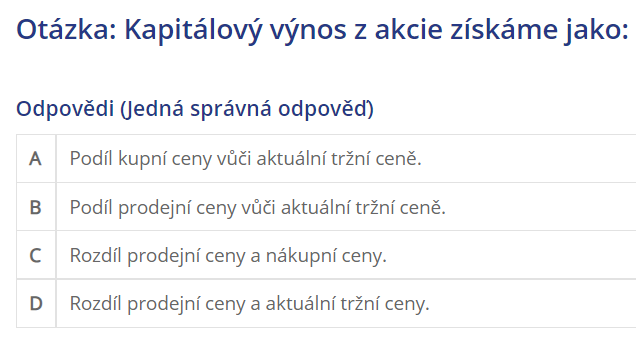 Otázka: Kapitálový výnos z akcie získáme jako:
Odpovědi (Jedná správná odpověď)
A Podíl kupní ceny vůči aktuální tržní ceně.
B Podíl prodejní ceny vůči aktuální tržní ceně.
C Rozdíl prodejní ceny a nákupní ceny.
D Rozdíl prodejní ceny a aktuální tržní ceny.